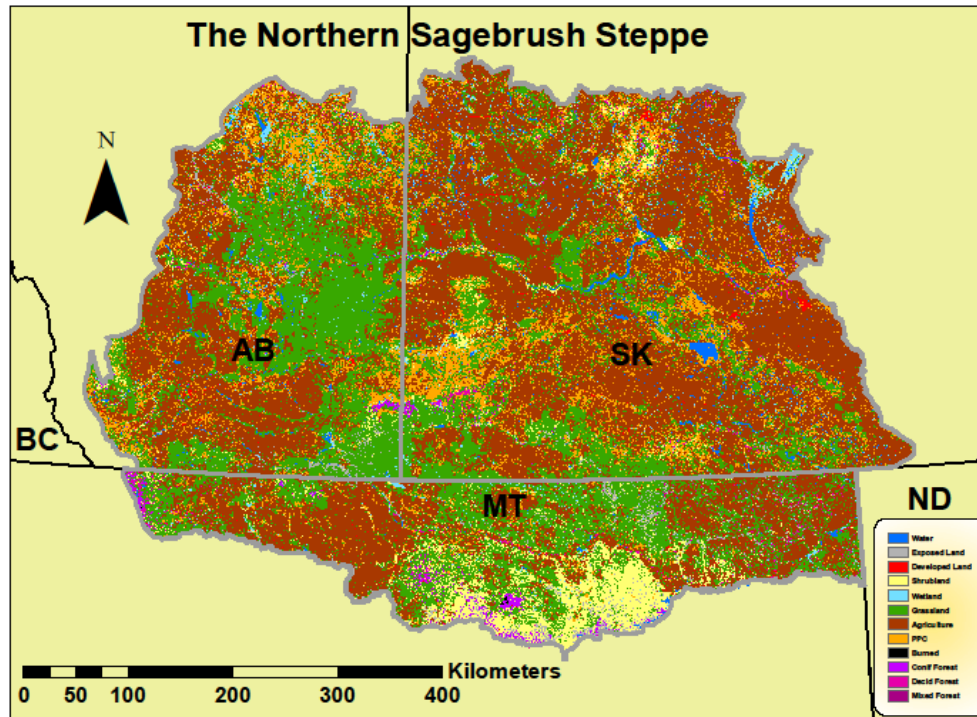 The Northern Sagebrush Steppe
N
AB
SK
BC
MT
ND
Water
Exposed Land
Developed Land
Shrubland
Wetland
Grassland
Agriculture
PPC
Burned
Conif Forest
Decid Forest
Mixed Forest
Kilometers
0 50 100 200 300 400